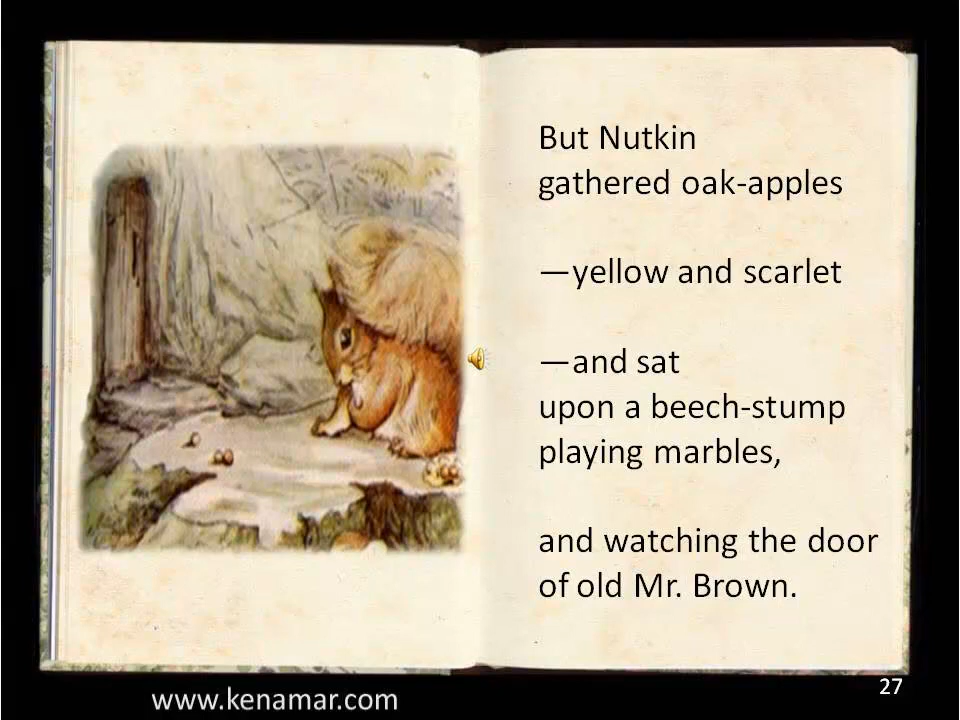 But Nutkin
gathered oak-apples
—yellow and scarlet
—and sat
upon a beech-stump
playing marbles,
and watching the door
of old Mr. Brown.
27
www.kenamar.com